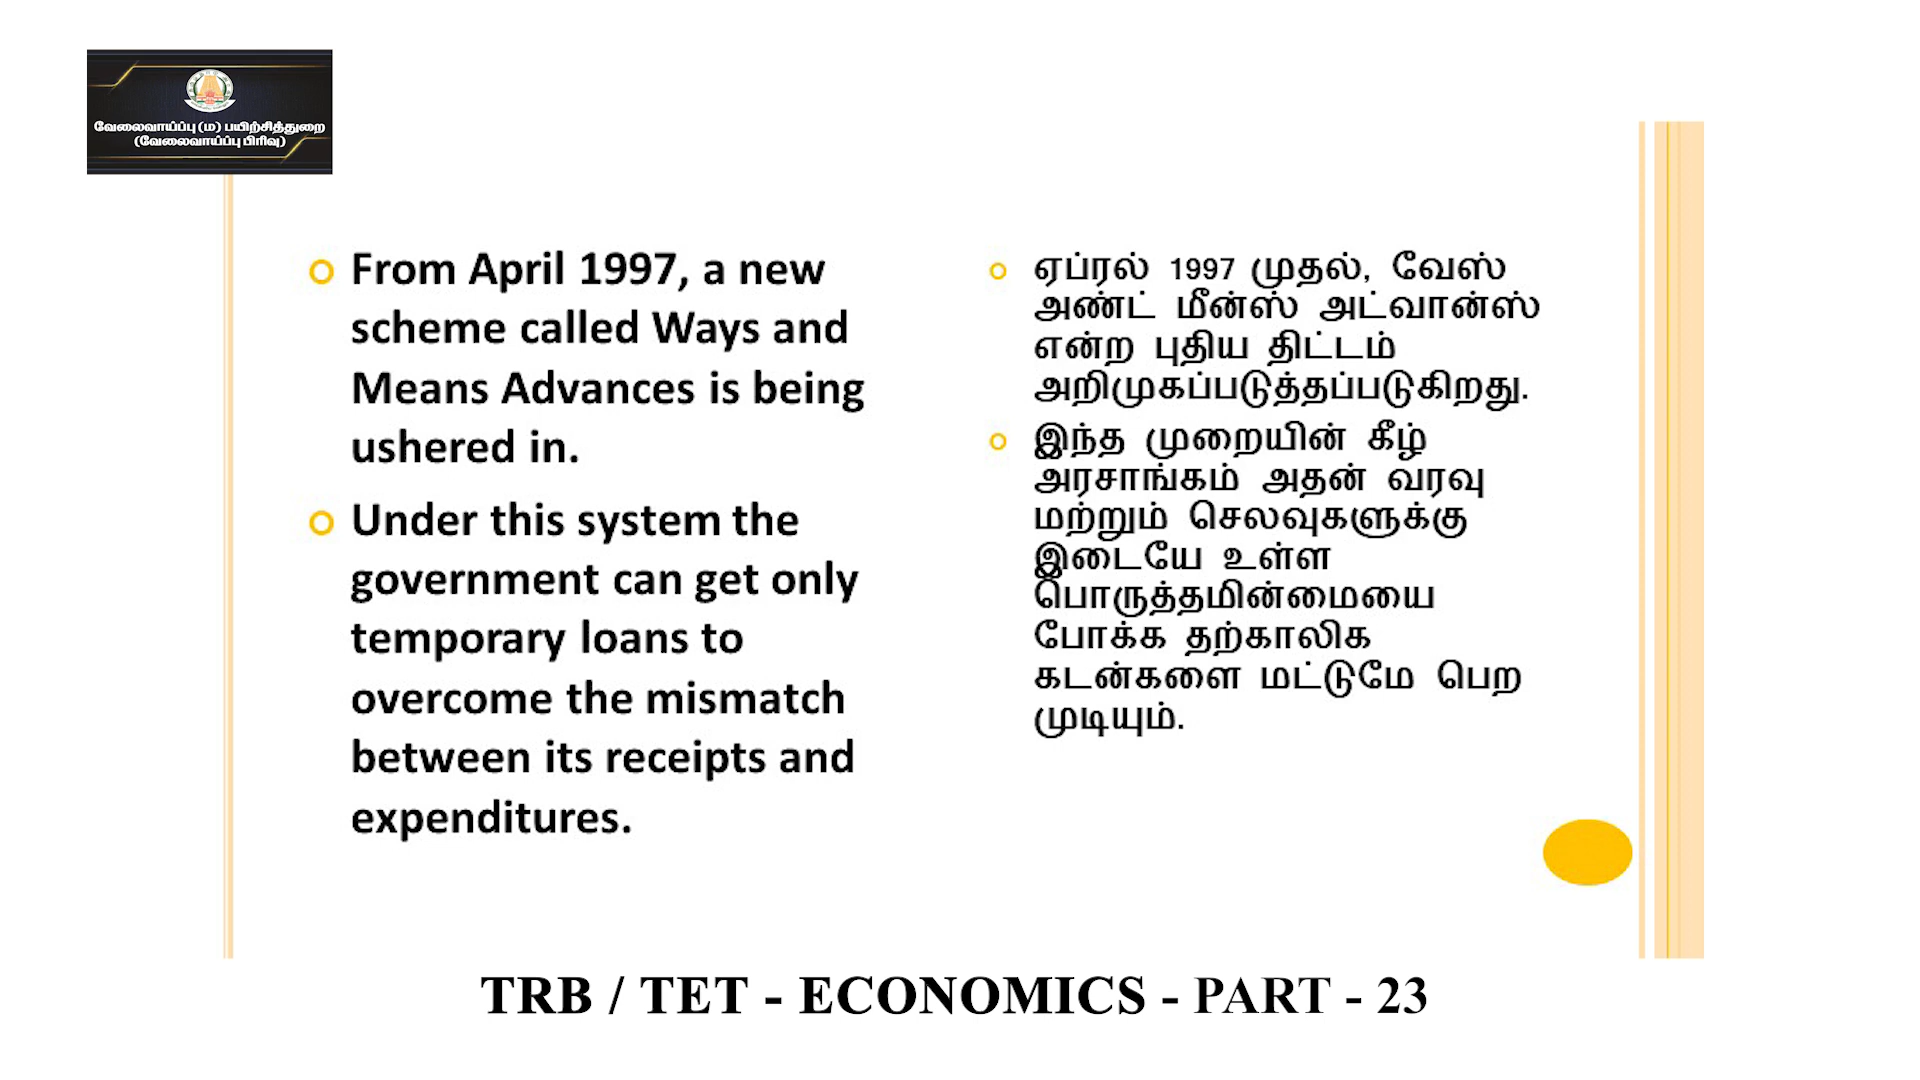 வேலைவாய்ப்பு (ம) பயிற்சித்துறை
(வேலைவாய்ப்பு பிரிவு)
From April 1997, a new
scheme called Ways and
Means Advances is being
ushered in.
Under this system the
government can get only
temporary loans to
overcome the mismatch
between its receipts and
expenditures.
ஏப்ரல் 1997 முதல், வேஸ்
அண்ட் மீன்ஸ் அட்வான்ஸ்
என்ற புதிய திட்டம்
அறிமுகப்படுத்தப்படுகிறது.
இந்த முறையின் கீழ்
அரசாங்கம் அதன் வரவு
மற்றும் செலவுகளுக்கு
இடையே உள்ள
பொருத்தமின்மையை
போக்க தற்காலிக
கடன்களை மட்டுமே பெற
முடியும்.
TRB / TET - ECONOMICS - PART - 23